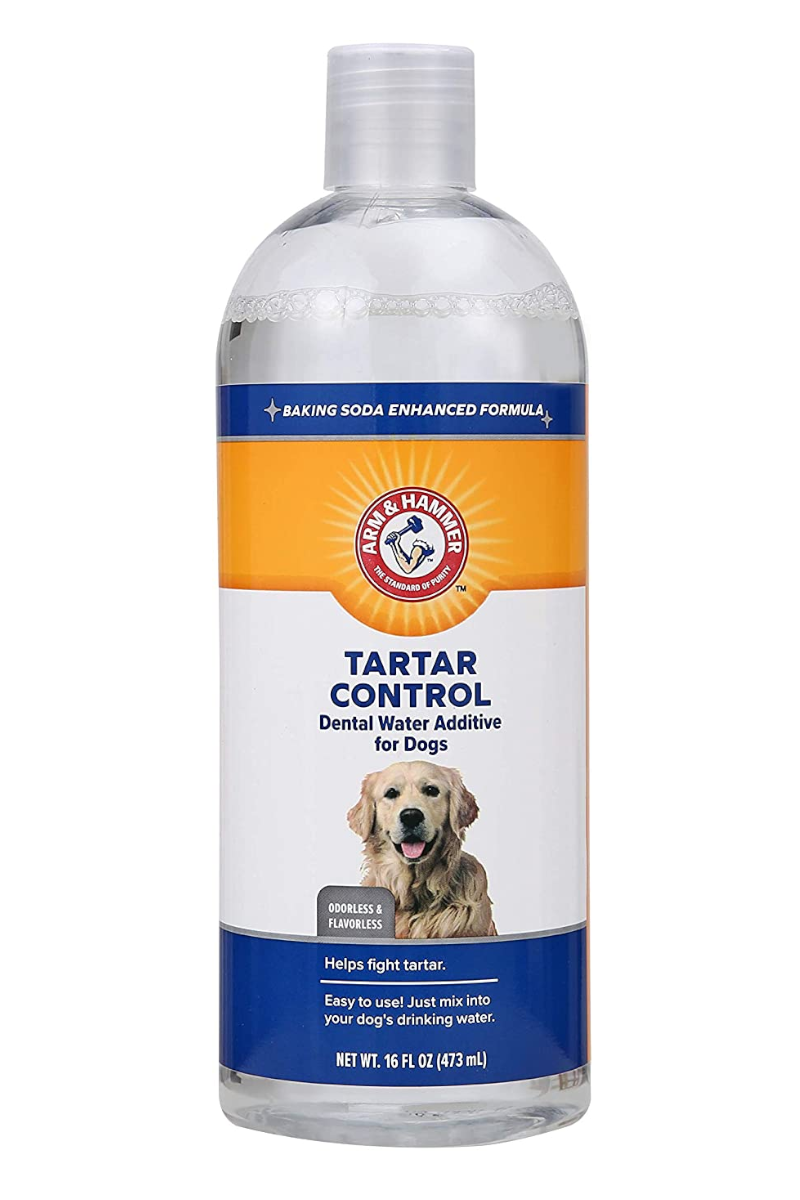 BAKING SODA ENHANCED FORMULA
ARM & HAMMER
THE STANDARD OF PURITY
TM
TARTAR
CONTROL
Dental Water Additive
for Dogs
ODORLESS &
FLAVORLESS
Helps fight tartar.
Easy to use! Just mix into
your dog's drinking water.
NET WT. 16 FL OZ (473 mL)